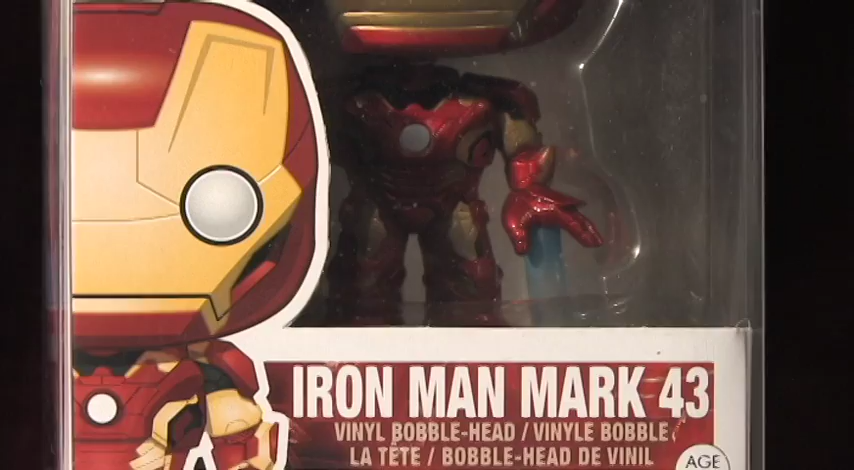 IRON MAN MARK 43
VINYL BOBBLE-HEAD / VINYLE BOBBLE
LA TÊTE / BOBBLE-HEAD DE VINIL
AGE